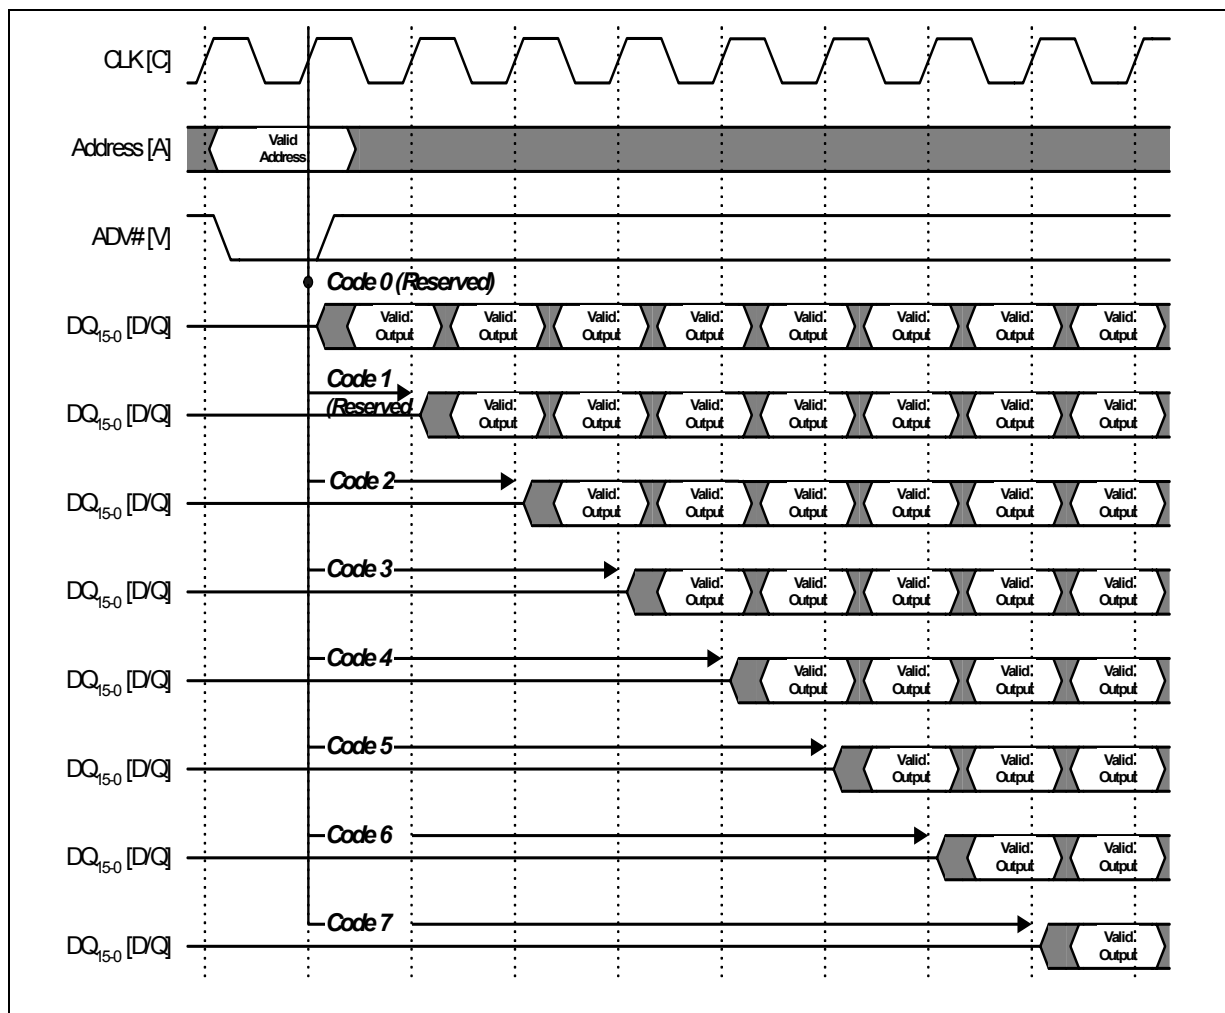 CLK [C]
Address [A]
Valid
Address
ADV# [V]
Code 0 (Reserved)
DQ15-0 [D/Q]
Valid Valid Valid Valid Valid Valid Valid Valid
Output Output Output Output Output Output Output Output
Code 1
(Reserved
DQ15-0 [D/Q]
Valid Valid Valid Valid Valid Valid Valid
Output Output Output Output Output Output Output
Code 2
DQ15-0 [D/Q]
Valid Valid Valid Valid Valid Valid
Output Output Output Output Output Output
Code 3
DQ15-0 [D/Q]
Valid Valid Valid Valid Valid
Output Output Output Output Output
Code 4
DQ15-0 [D/Q]
Valid Valid Valid Valid
Output Output Output Output
Code 5
DQ15-0 [D/Q]
Valid Valid Valid
Output Output Output
Code 6
DQ15-0 [D/Q]
Valid Valid
Output Output
Code 7
DQ15-0 [D/Q]
Valid
Output